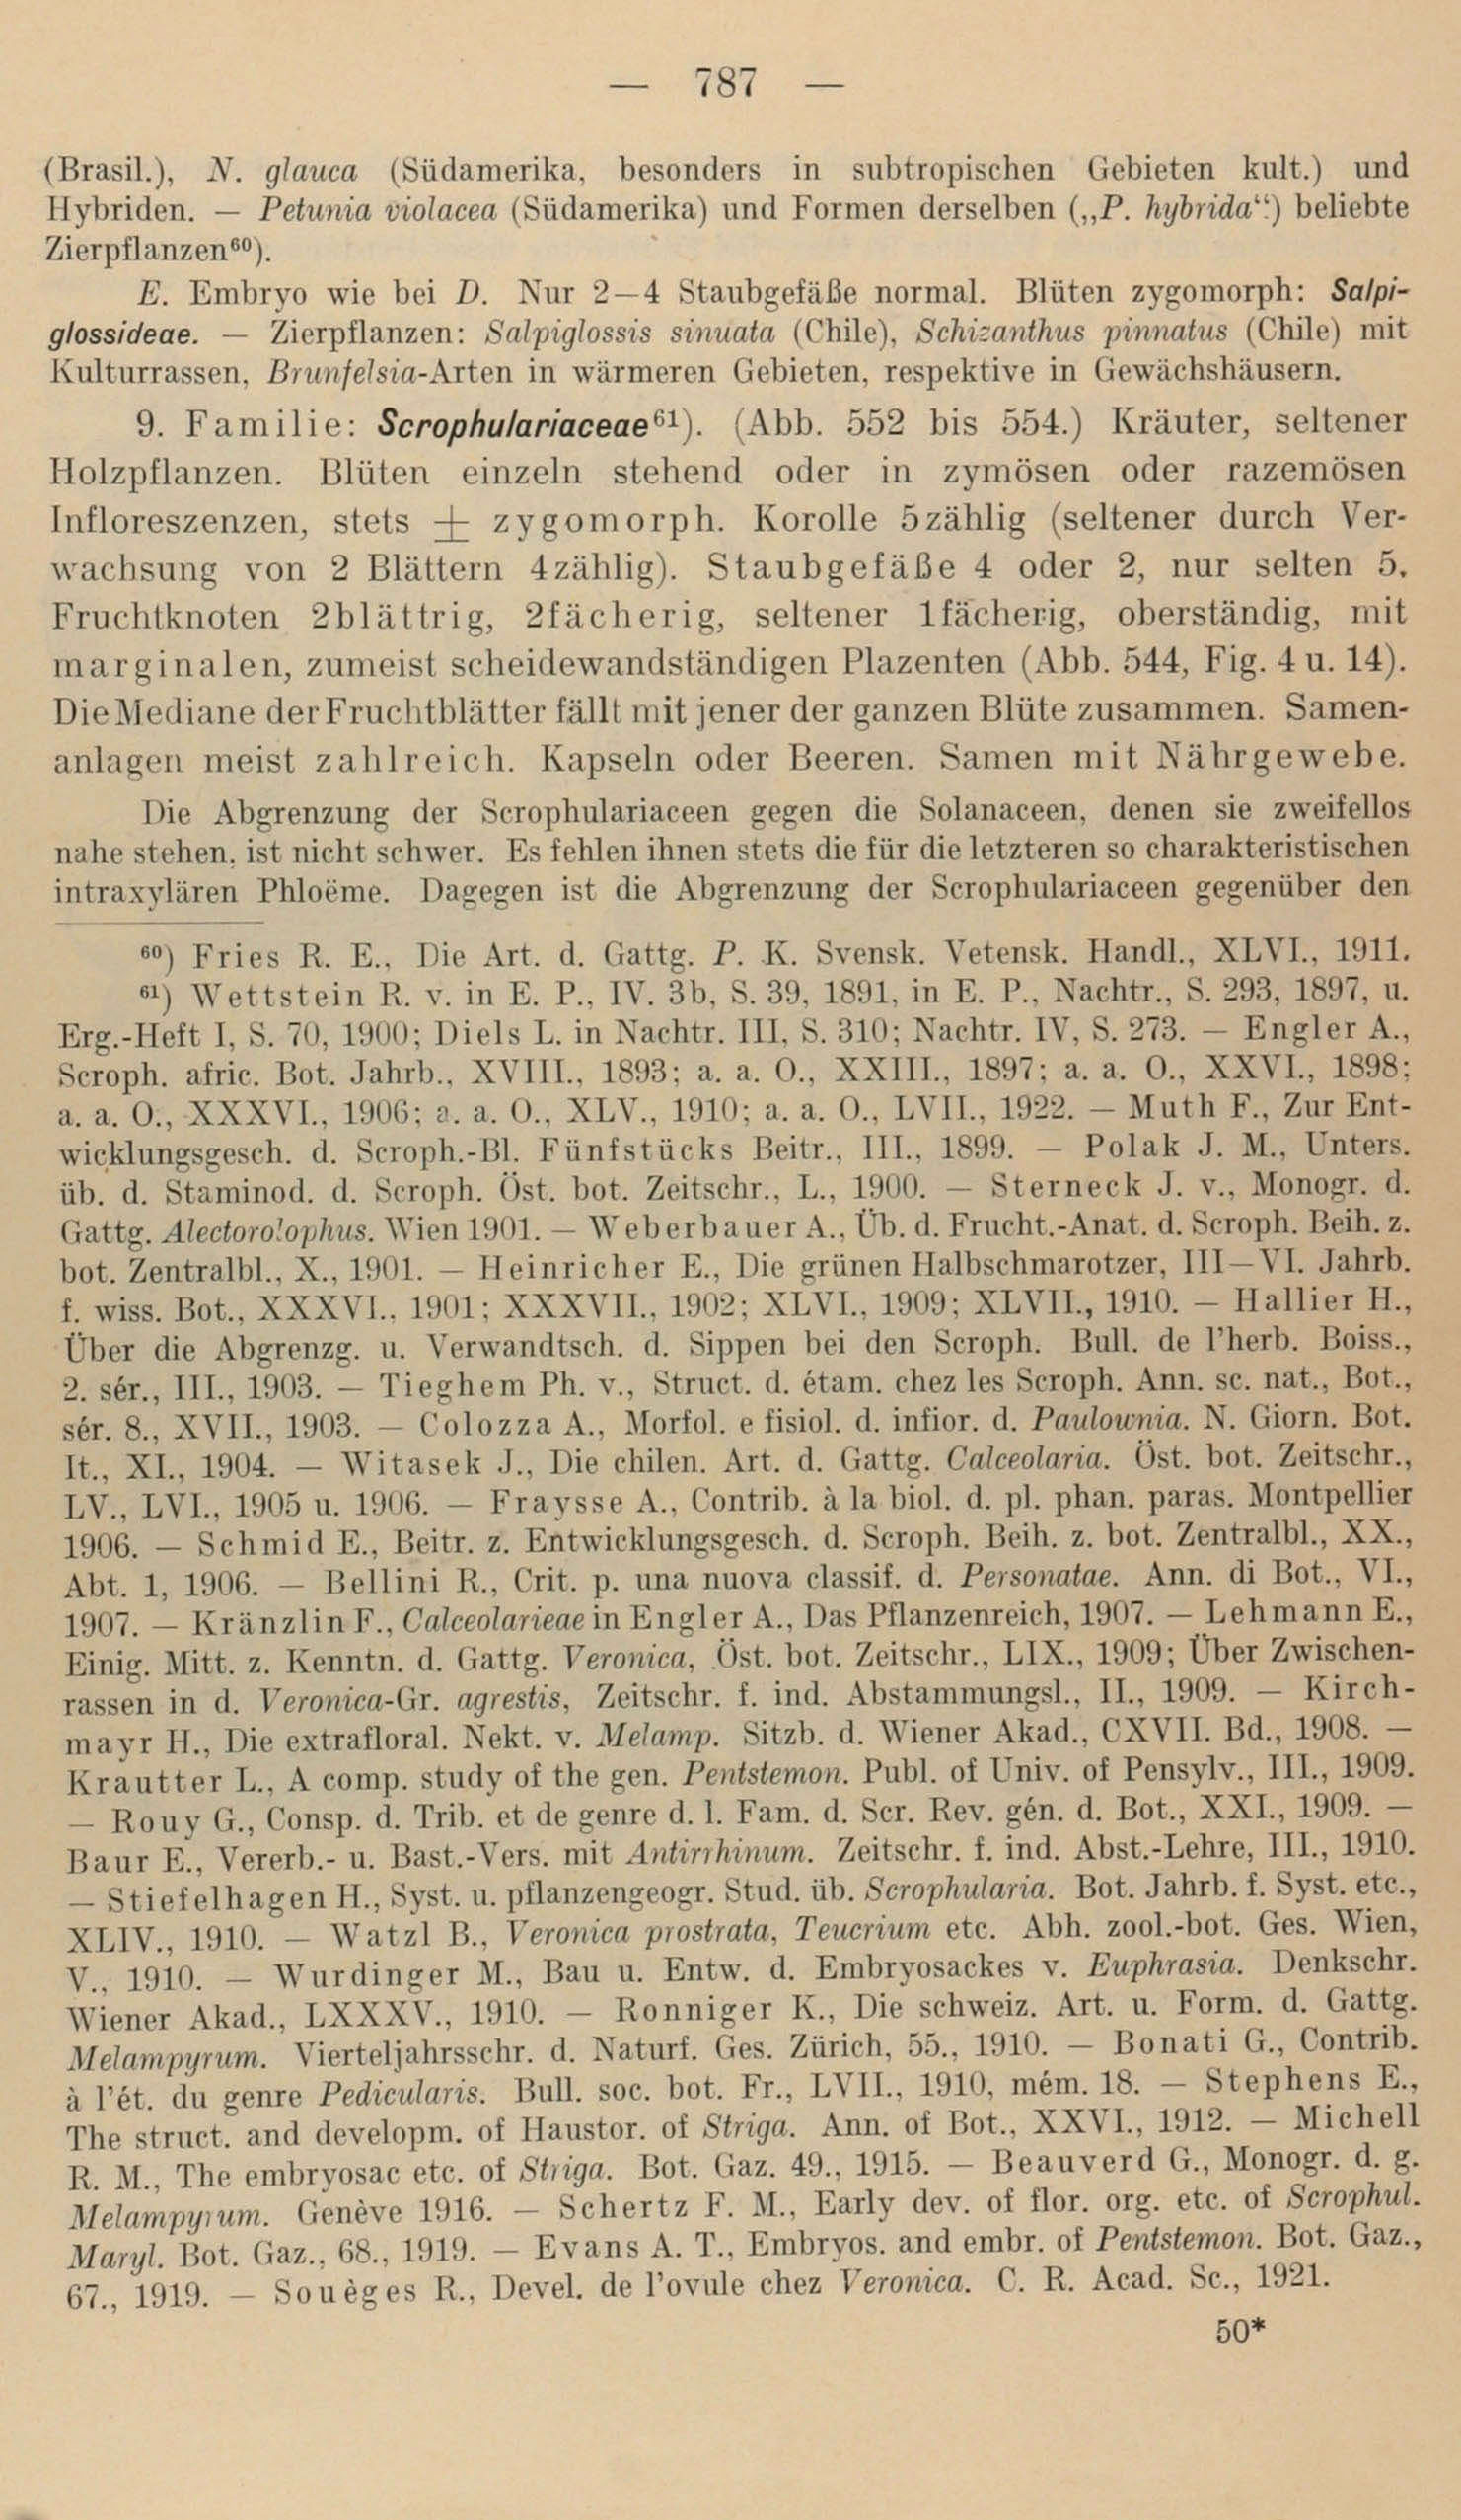 — 787 —
(Brasil.), N. glauca (Südamerika, besonders in subtropischen Gebieten kult.) und
Hybriden. — Petunia violacea (Südamerika) und Formen derselben („P. hybrida“) beliebte
Zierpflanzen⁶⁰).
E. Embryo wie bei D. Nur 2—4 Staubgefäße normal. Blüten zygomorph: Salpi-
glossideae. — Zierpflanzen: Salpiglossis sinuata (Chile), Schizanthus pinnatus (Chile) mit
Kulturrassen, Brunfelsia-Arten in wärmeren Gebieten, respektive in Gewächshäusern.
9. Familie: Scrophulariaceae⁶¹). (Abb. 552 bis 554.) Kräuter, seltener
Holzpflanzen. Blüten einzeln stehend oder in zymösen oder razemösen
Infloreszenzen, stets ± zygomorph. Korolle 5zählig (seltener durch Ver-
wachsung von 2 Blättern 4zählig). Staubgefäße 4 oder 2, nur selten 5.
Fruchtknoten 2blättrig, 2fächerig, seltener 1fächerig, oberständig, mit
marginalen, zumeist scheidewandständigen Plazenten (Abb. 544, Fig. 4 u. 14).
Die Mediane der Fruchtblätter fällt mit jener der ganzen Blüte zusammen. Samen-
anlagen meist zahlreich. Kapseln oder Beeren. Samen mit Nährgewebe.
Die Abgrenzung der Scrophulariaceen gegen die Solanaceen, denen sie zweifellos
nahe stehen, ist nicht schwer. Es fehlen ihnen stets die für die letzteren so charakteristischen
intraxylären Phloëme. Dagegen ist die Abgrenzung der Scrophulariaceen gegenüber den
⁶⁰) Fries R. E., Die Art. d. Gattg. P. K. Svensk. Vetensk. Handl., XLVI., 1911.
⁶¹) Wettstein R. v. in E. P., IV. 3b, S. 39, 1891, in E. P., Nachtr., S. 293, 1897, u.
Erg.-Heft I, S. 70, 1900; Diels L. in Nachtr. III, S. 310; Nachtr. IV, S. 273. — Engler A.,
Scroph. afric. Bot. Jahrb., XVIII., 1893; a. a. O., XXIII., 1897; a. a. O., XXVI., 1898;
a. a. O., XXXVI., 1906; a. a. O., XLV., 1910; a. a. O., LVII., 1922. — Muth F., Zur Ent-
wicklungsgesch. d. Scroph.-Bl. Fünfstücks Beitr., III., 1899. — Polak J. M., Unters.
üb. d. Staminod. d. Scroph. Öst. bot. Zeitschr., L., 1900. — Sterneck J. v., Monogr. d.
Gattg. Alectorolophus. Wien 1901. — Weberbauer A., Üb. d. Frucht.-Anat. d. Scroph. Beih. z.
bot. Zentralbl., X., 1901. — Heinricher E., Die grünen Halbschmarotzer, III—VI. Jahrb.
f. wiss. Bot., XXXVI., 1901; XXXVII., 1902; XLVI., 1909; XLVII., 1910. — Hallier H.,
Über die Abgrenzg. u. Verwandtsch. d. Sippen bei den Scroph. Bull. de l'herb. Boiss.,
2. sér., III., 1903. — Tieghem Ph. v., Struct. d. étam. chez les Scroph. Ann. sc. nat., Bot.,
sér. 8., XVII., 1903. — Colozza A., Morfol. e fisiol. d. infior. d. Paulownia. N. Giorn. Bot.
It., XI., 1904. — Witasek J., Die chilen. Art. d. Gattg. Calceolaria. Öst. bot. Zeitschr.,
LV., LVI., 1905 u. 1906. — Fraysse A., Contrib. à la biol. d. pl. phan. paras. Montpellier
1906. — Schmid E., Beitr. z. Entwicklungsgesch. d. Scroph. Beih. z. bot. Zentralbl., XX.,
Abt. 1, 1906. — Bellini R., Crit. p. una nuova classif. d. Personatae. Ann. di Bot., VI.,
1907. — Kränzlin F., Calceolarieae in Engler A., Das Pflanzenreich, 1907. — Lehmann E.,
Einig. Mitt. z. Kenntn. d. Gattg. Veronica, Öst. bot. Zeitschr., LIX., 1909; Über Zwischen-
rassen in d. Veronica-Gr. agrestis, Zeitschr. f. ind. Abstammungsl., II., 1909. — Kirch-
mayr H., Die extrafloral. Nekt. v. Melamp. Sitzb. d. Wiener Akad., CXVII. Bd., 1908. —
Krautter L., A comp. study of the gen. Pentstemon. Publ. of Univ. of Pensylv., III., 1909.
— Rouy G., Consp. d. Trib. et de genre d. l. Fam. d. Scr. Rev. gén. d. Bot., XXI., 1909. —
Baur E., Vererb.- u. Bast.-Vers. mit Antirrhinum. Zeitschr. f. ind. Abst.-Lehre, III., 1910.
— Stiefelhagen H., Syst. u. pflanzengeogr. Stud. üb. Scrophularia. Bot. Jahrb. f. Syst. etc.,
XLIV., 1910. — Watzl B., Veronica prostrata, Teucrium etc. Abh. zool.-bot. Ges. Wien,
V., 1910. — Wurdinger M., Bau u. Entw. d. Embryosackes v. Euphrasia. Denkschr.
Wiener Akad., LXXXV., 1910. — Ronniger K., Die schweiz. Art. u. Form. d. Gattg.
Melampyrum. Vierteljahrsschr. d. Naturf. Ges. Zürich, 55., 1910. — Bonati G., Contrib.
à l'ét. du genre Pedicularis. Bull. soc. bot. Fr., LVII., 1910, mém. 18. — Stephens E.,
The struct. and developm. of Haustor. of Striga. Ann. of Bot., XXVI., 1912. — Michell
R. M., The embryosac etc. of Striga. Bot. Gaz. 49., 1915. — Beauverd G., Monogr. d. g.
Melampyrum. Genève 1916. — Schertz F. M., Early dev. of flor. org. etc. of Scrophul.
Maryl. Bot. Gaz., 68., 1919. — Evans A. T., Embryos. and embr. of Pentstemon. Bot. Gaz.,
67., 1919. — Souèges R., Devel. de l'ovule chez Veronica. C. R. Acad. Sc., 1921.
50*